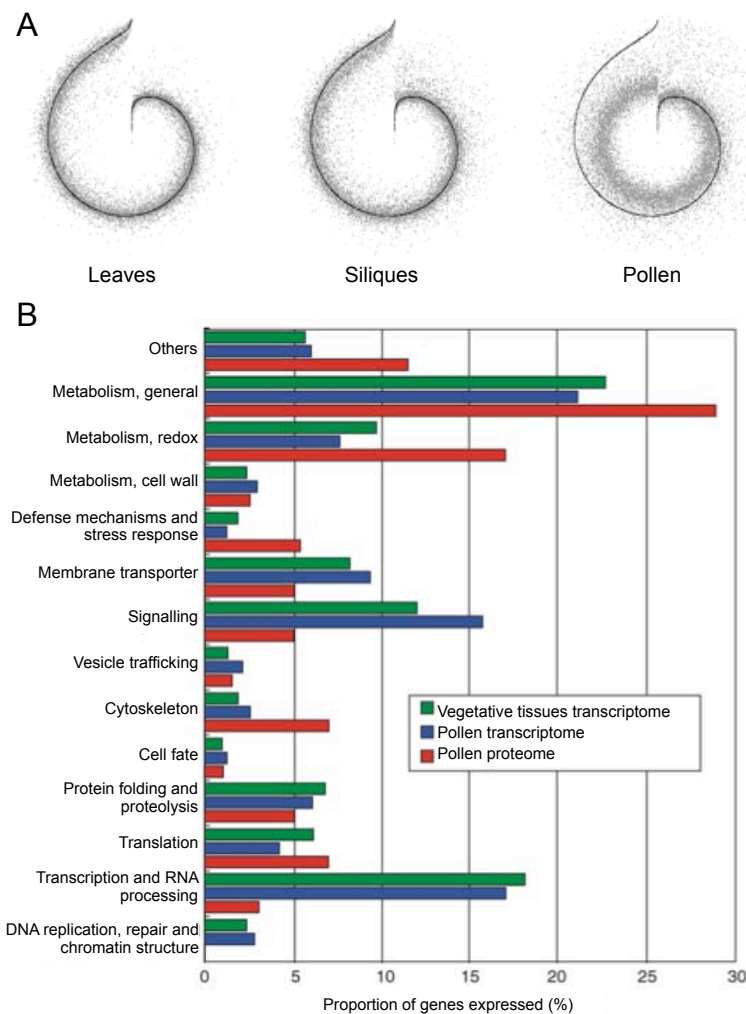 A
Leaves
Siliques
Pollen
B
Others
Metabolism, general
Metabolism, redox
Metabolism, cell wall
Defense mechanisms and
stress response
Membrane transporter
Signalling
Vesicle trafficking
Cytoskeleton
Cell fate
Protein folding and
proteolysis
Translation
Transcription and RNA
processing
DNA replication, repair and
chromatin structure
Vegetative tissues transcriptome
Pollen transcriptome
Pollen proteome
0 5 10 15 20 25 30
Proportion of genes expressed (%)